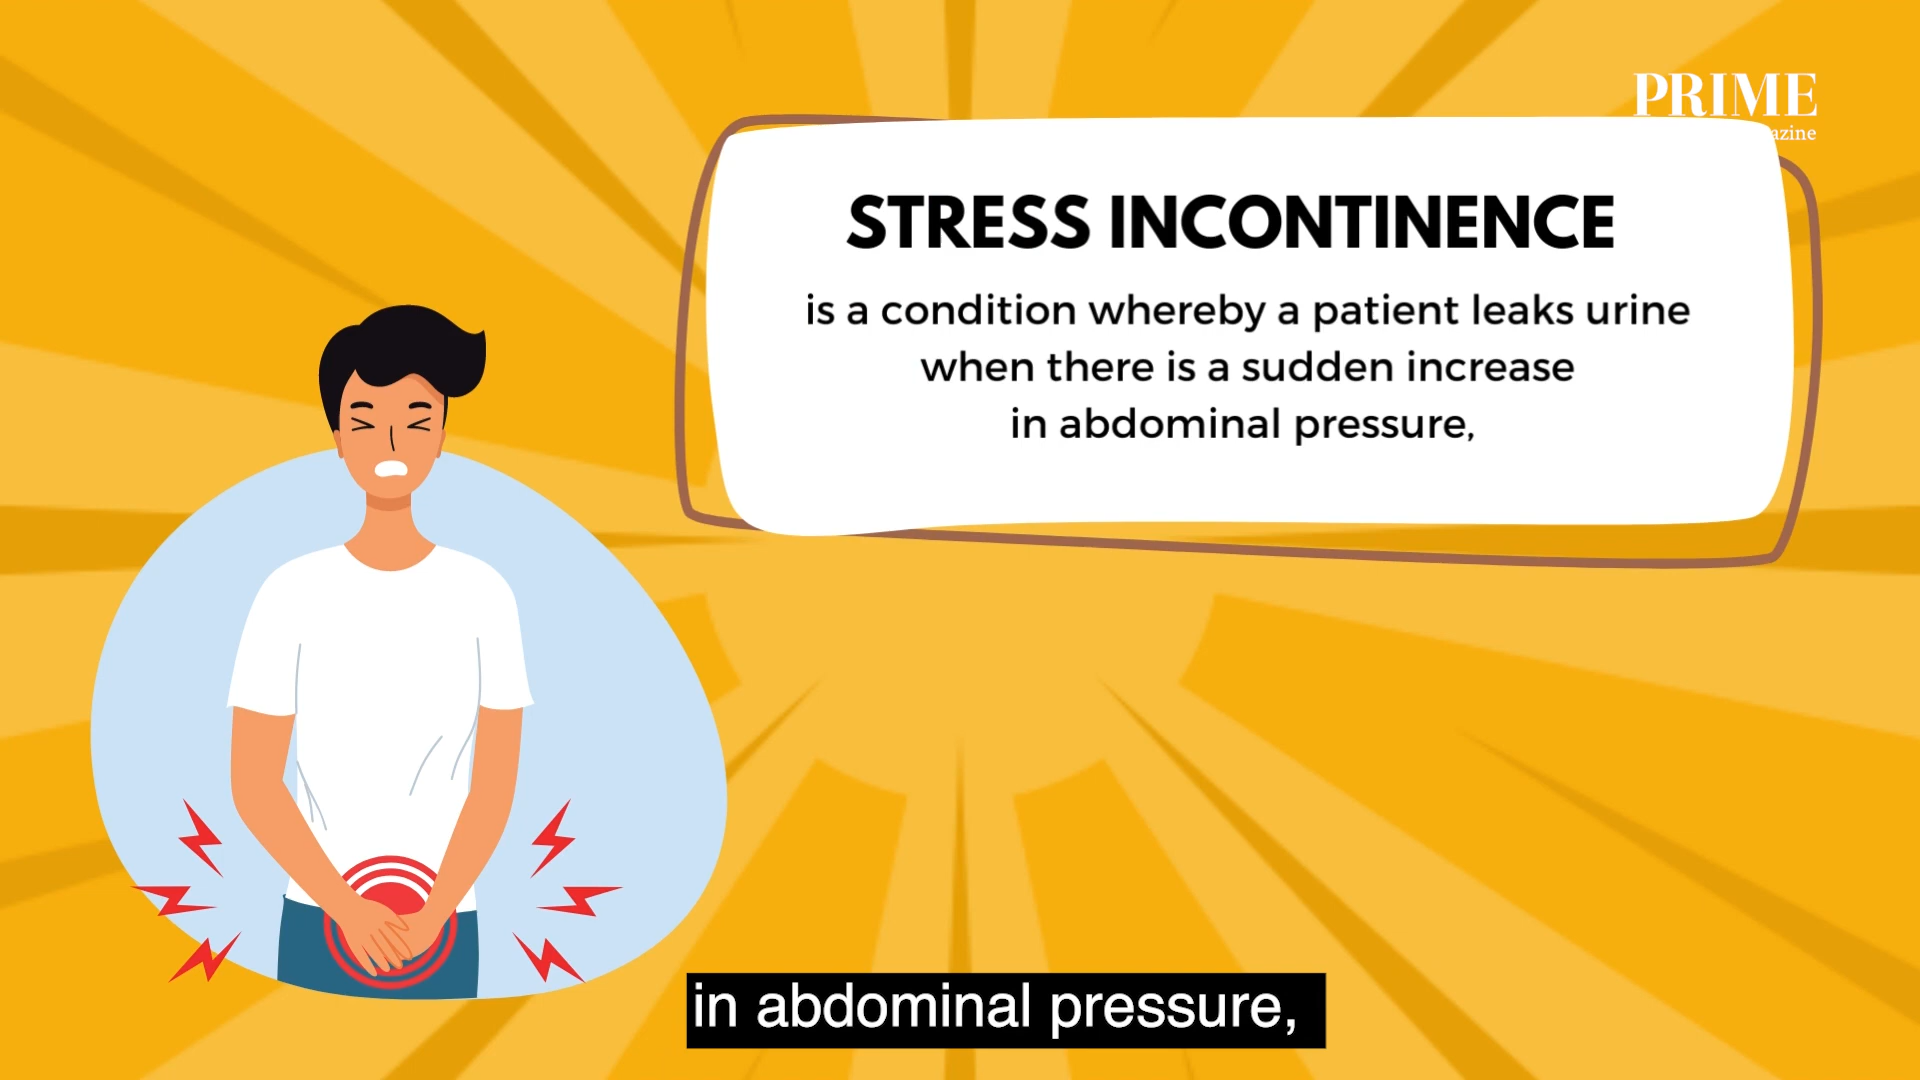 PRIME
azine
STRESS INCONTINENCE
is a condition whereby a patient leaks urine
when there is a sudden increase
in abdominal pressure,
in abdominal pressure,